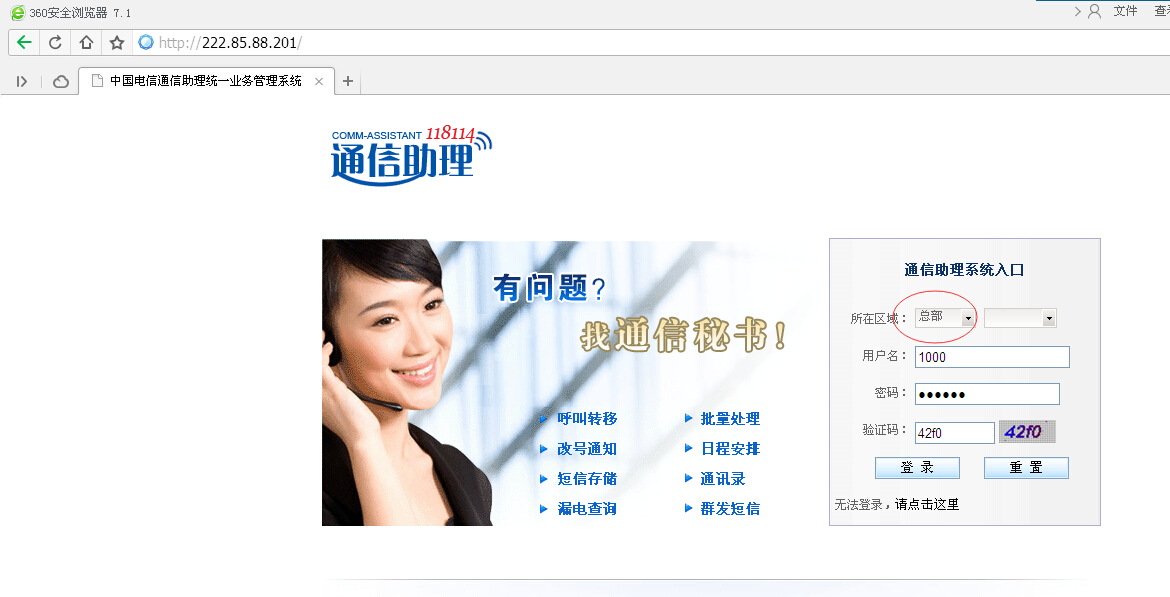 360安全浏览器 7.1
文件 查看
http://222.85.88.201/
中国电信通信助理统一业务管理系统
COMM-ASSISTANT 118114
通信助理
有问题?
找通信秘书!
呼叫转移 批量处理
改号通知 日程安排
短信存储 通讯录
漏电查询 群发短信
通信助理系统入口
所在区域： 总部
用户名： 1000
密码： ●●●●●●
验证码： 42f0 42f0
登 录 重 置
无法登录，请点击这里